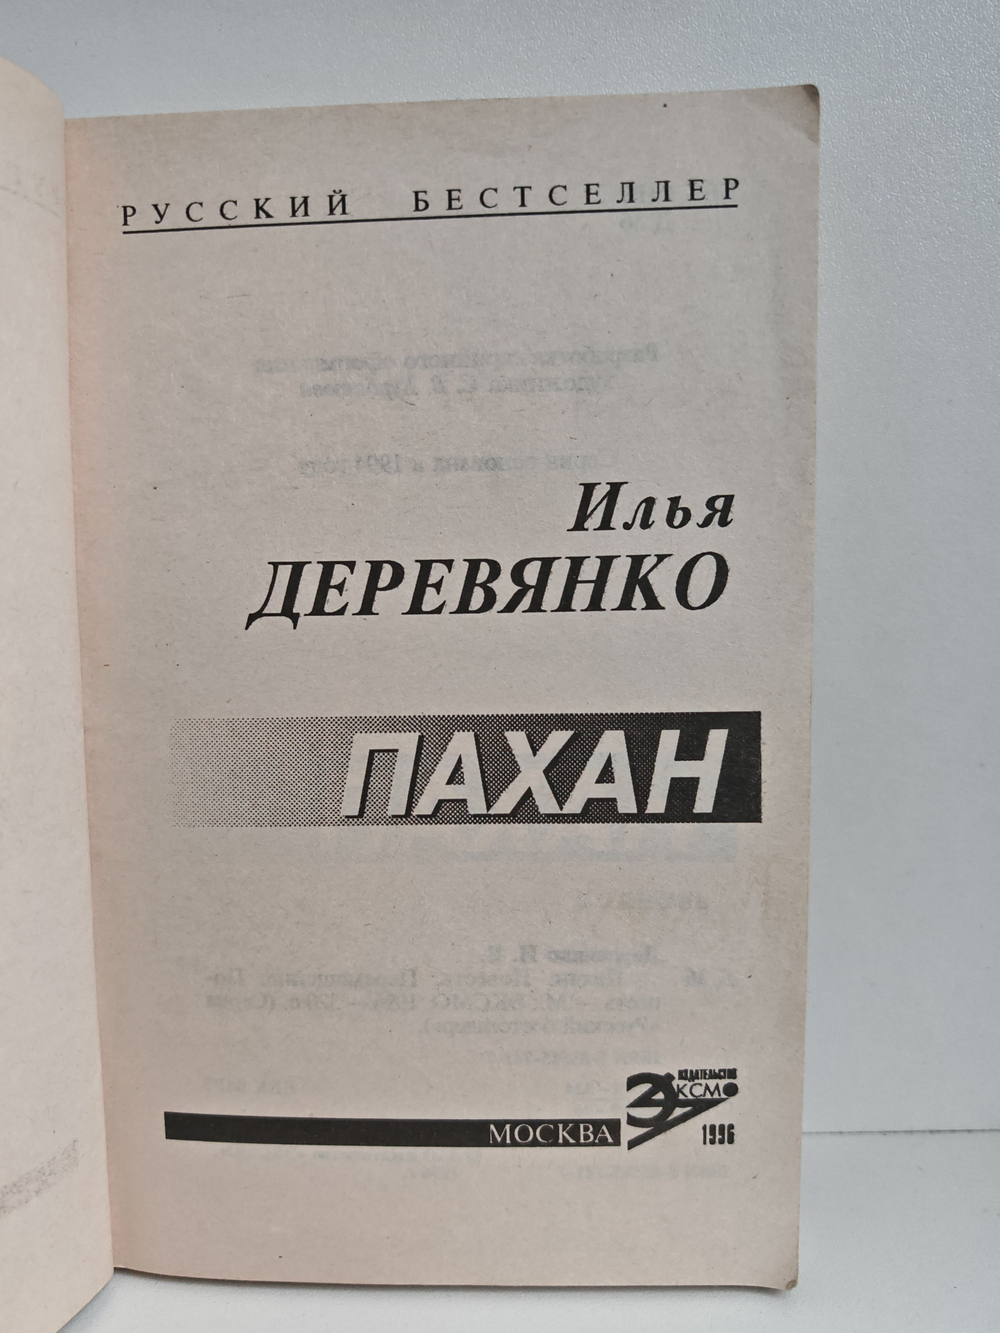 РУССКИЙ БЕСТСЕЛЛЕР
Илья
ДЕРЕВЯНКО
ПАХАН
ИЗДАТЕЛЬСТВО
ЭКСМО
МОСКВА
1996